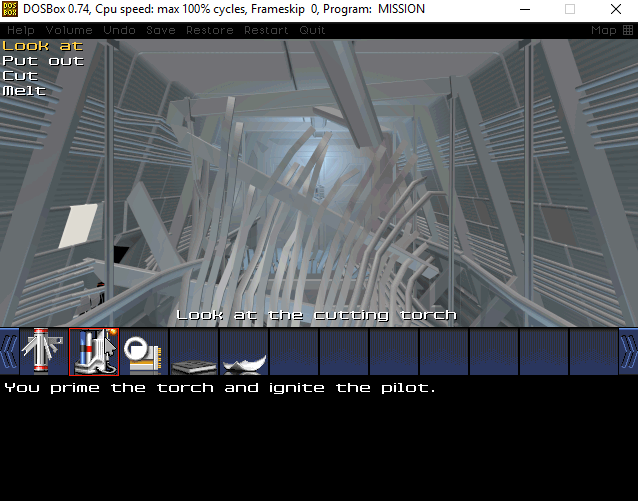 DOS
BOX
DOSBox 0.74, Cpu speed: max 100% cycles, Frameskip  0, Program:  MISSION
Help Volume Undo Save Restore Restart Quit Map
Look at
Put out
Cut
Melt
Look at the cutting torch
You prime the torch and ignite the pilot.